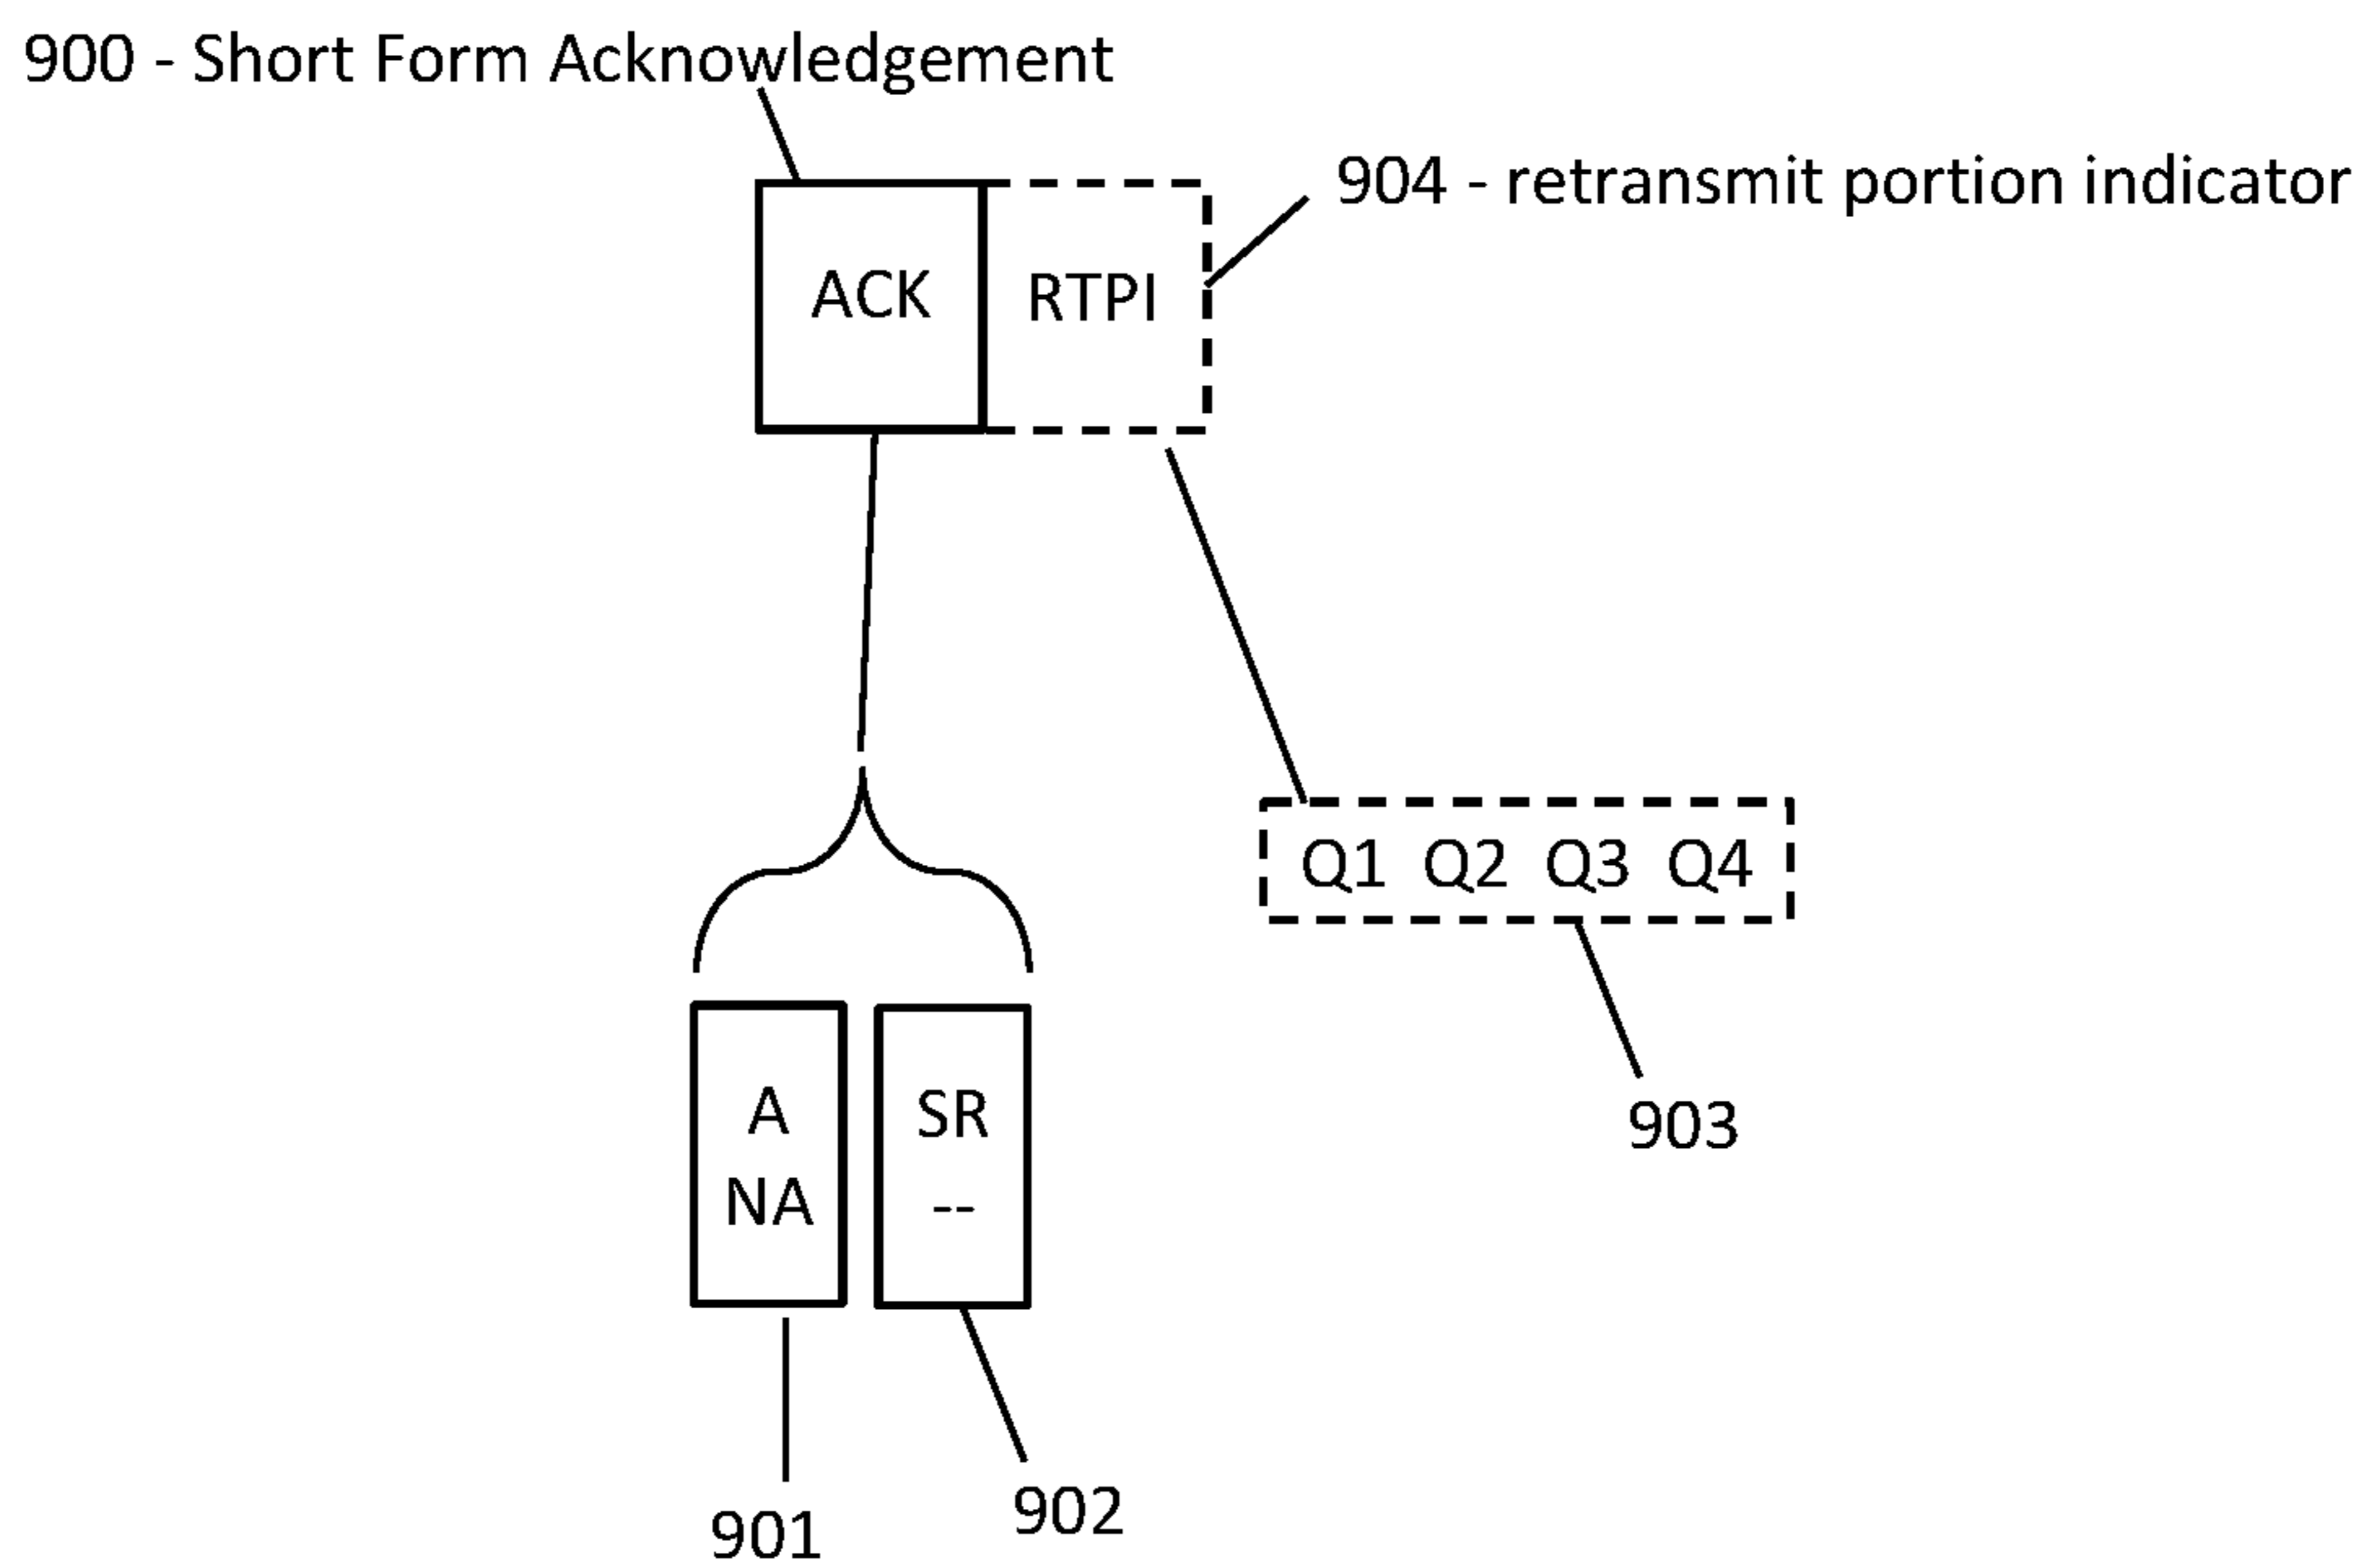 900 - Short Form Acknowledgement
904 - retransmit portion indicator
ACK RTPI
Q1 Q2 Q3 Q4
903
A
NA
SR
--
901
902